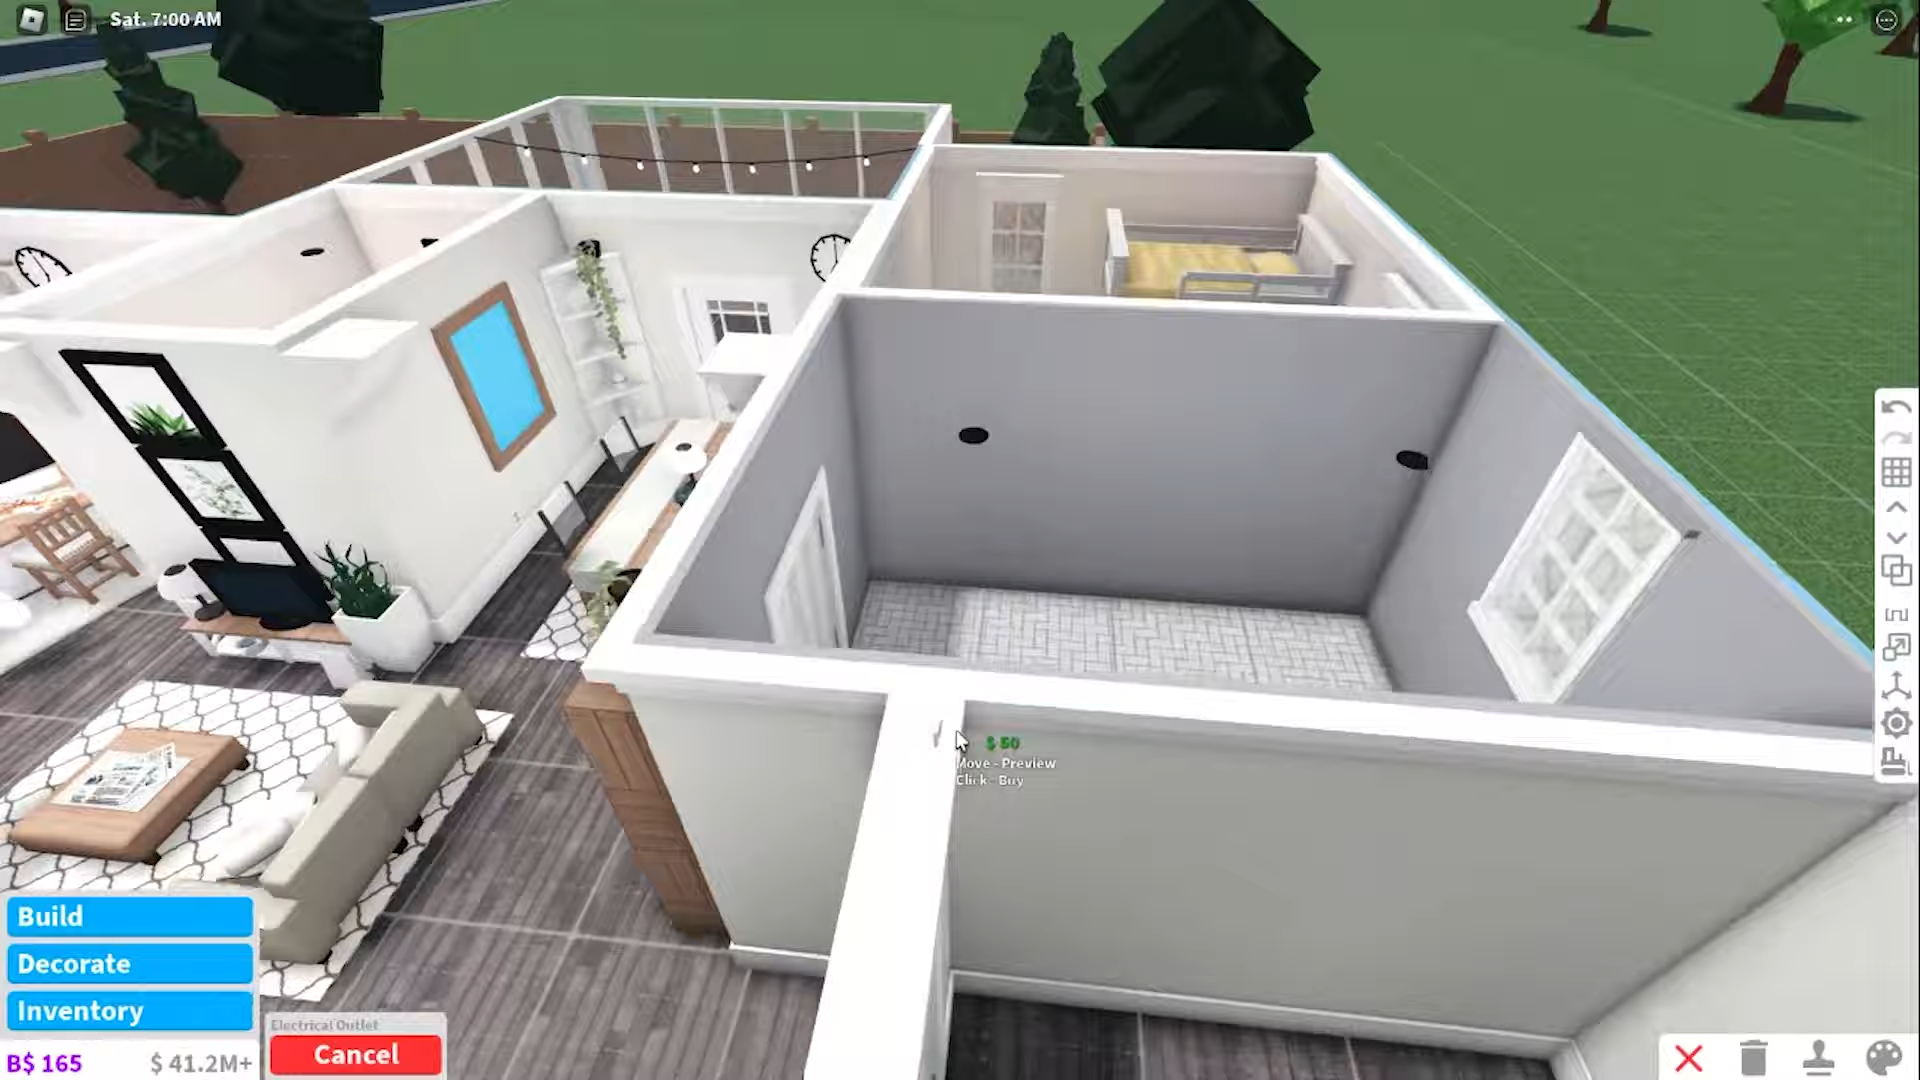 Sat. 7:00 AM
$ 50
Move - Preview
Click - Buy
Build
Decorate
Inventory
Electrical Outlet
Cancel
B$ 165
$ 41.2M+